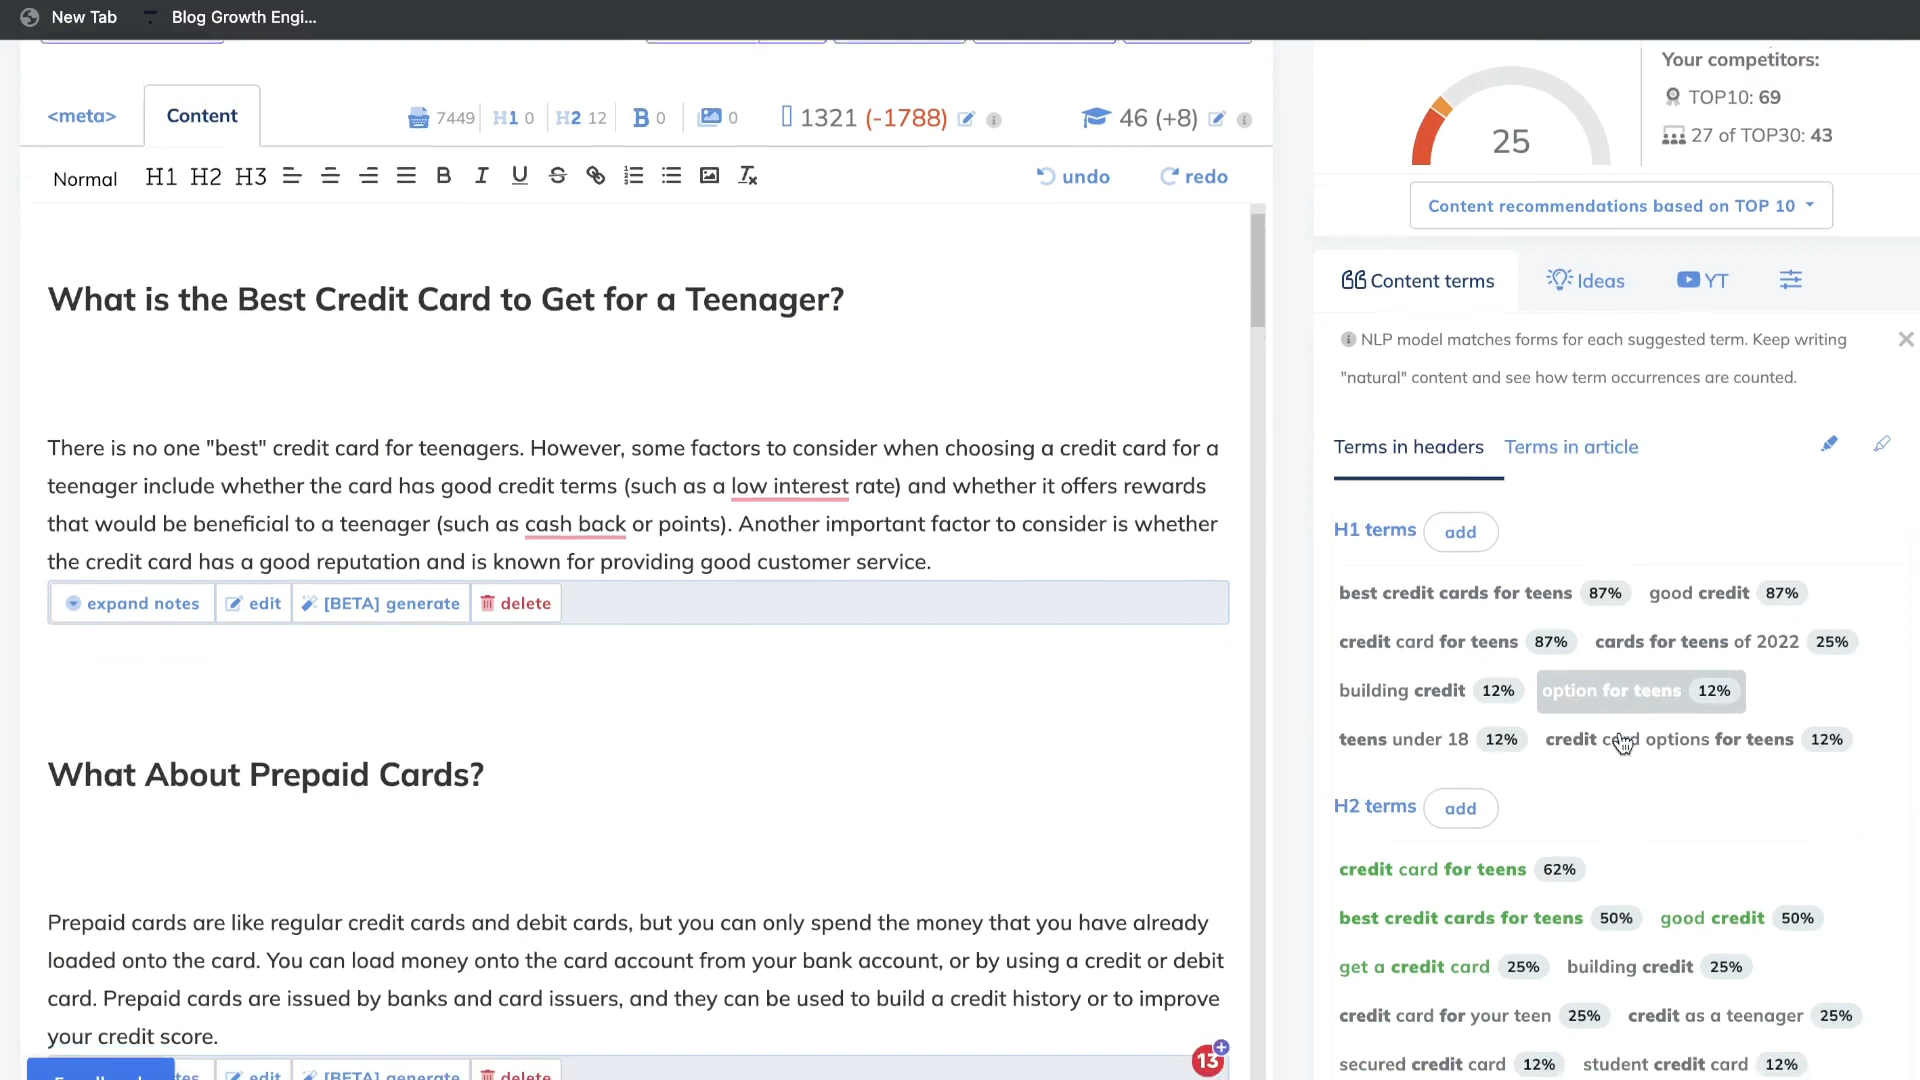 New Tab
Blog Growth Engi...
<meta>
Content
7449
H1 0
H2 12
B 0
0
1321 (-1788)
46 (+8)
25
Your competitors:
TOP10: 69
27 of TOP30: 43
Normal
H1 H2 H3
undo
redo
Content recommendations based on TOP 10
Content terms
Ideas
YT
NLP model matches forms for each suggested term. Keep writing
"natural" content and see how term occurrences are counted.
What is the Best Credit Card to Get for a Teenager?
There is no one "best" credit card for teenagers. However, some factors to consider when choosing a credit card for a
teenager include whether the card has good credit terms (such as a low interest rate) and whether it offers rewards
that would be beneficial to a teenager (such as cash back or points). Another important factor to consider is whether
the credit card has a good reputation and is known for providing good customer service.
expand notes
edit
[BETA] generate
delete
What About Prepaid Cards?
Prepaid cards are like regular credit cards and debit cards, but you can only spend the money that you have already
loaded onto the card. You can load money onto the card account from your bank account, or by using a credit or debit
card. Prepaid cards are issued by banks and card issuers, and they can be used to build a credit history or to improve
your credit score.
edit
[BETA] generate
delete
13
Terms in headers
Terms in article
H1 terms add
best credit cards for teens 87% good credit 87%
credit card for teens 87% cards for teens of 2022 25%
building credit 12% option for teens 12%
teens under 18 12% credit card options for teens 12%
H2 terms add
credit card for teens 62%
best credit cards for teens 50% good credit 50%
get a credit card 25% building credit 25%
credit card for your teen 25% credit as a teenager 25%
secured credit card 12% student credit card 12%